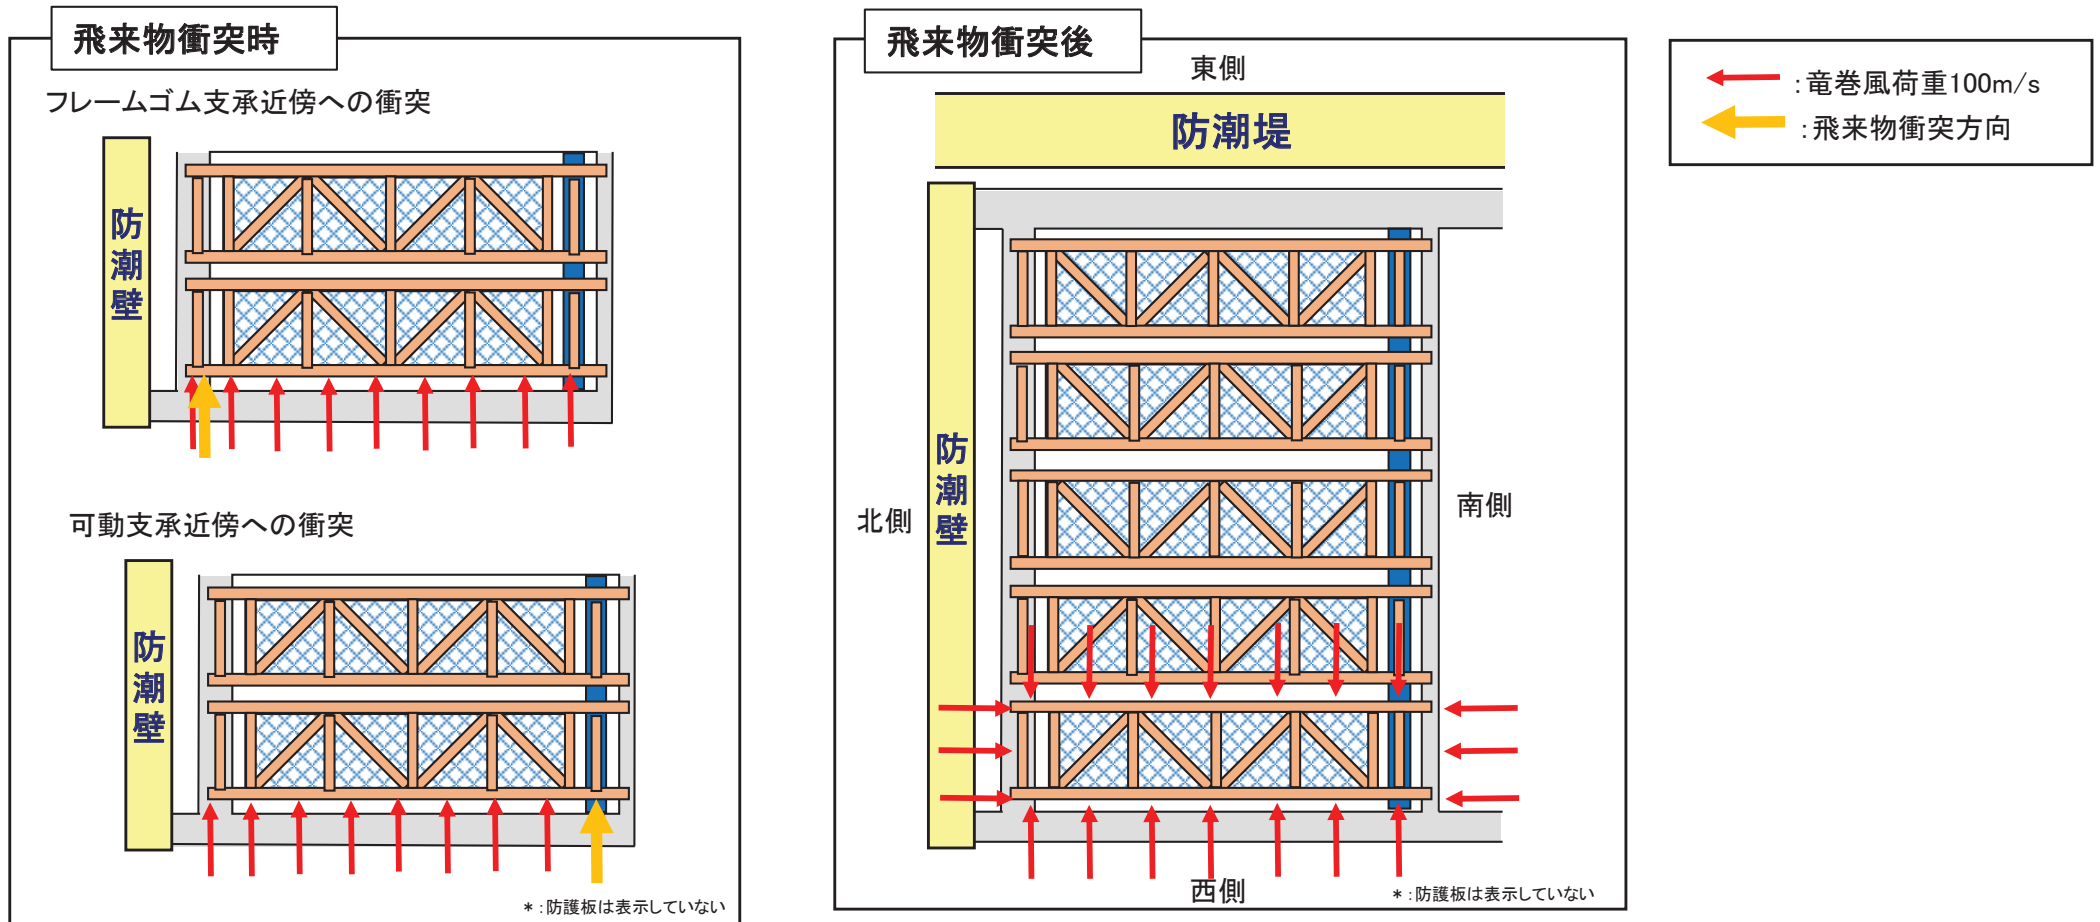 飛来物衝突時
フレームゴム支承近傍への衝突
防潮壁
可動支承近傍への衝突
防潮壁
*:防護板は表示していない
飛来物衝突後
東側
防潮堤
北側
防潮壁
南側
西側
*:防護板は表示していない
:竜巻風荷重100m/s
:飛来物衝突方向